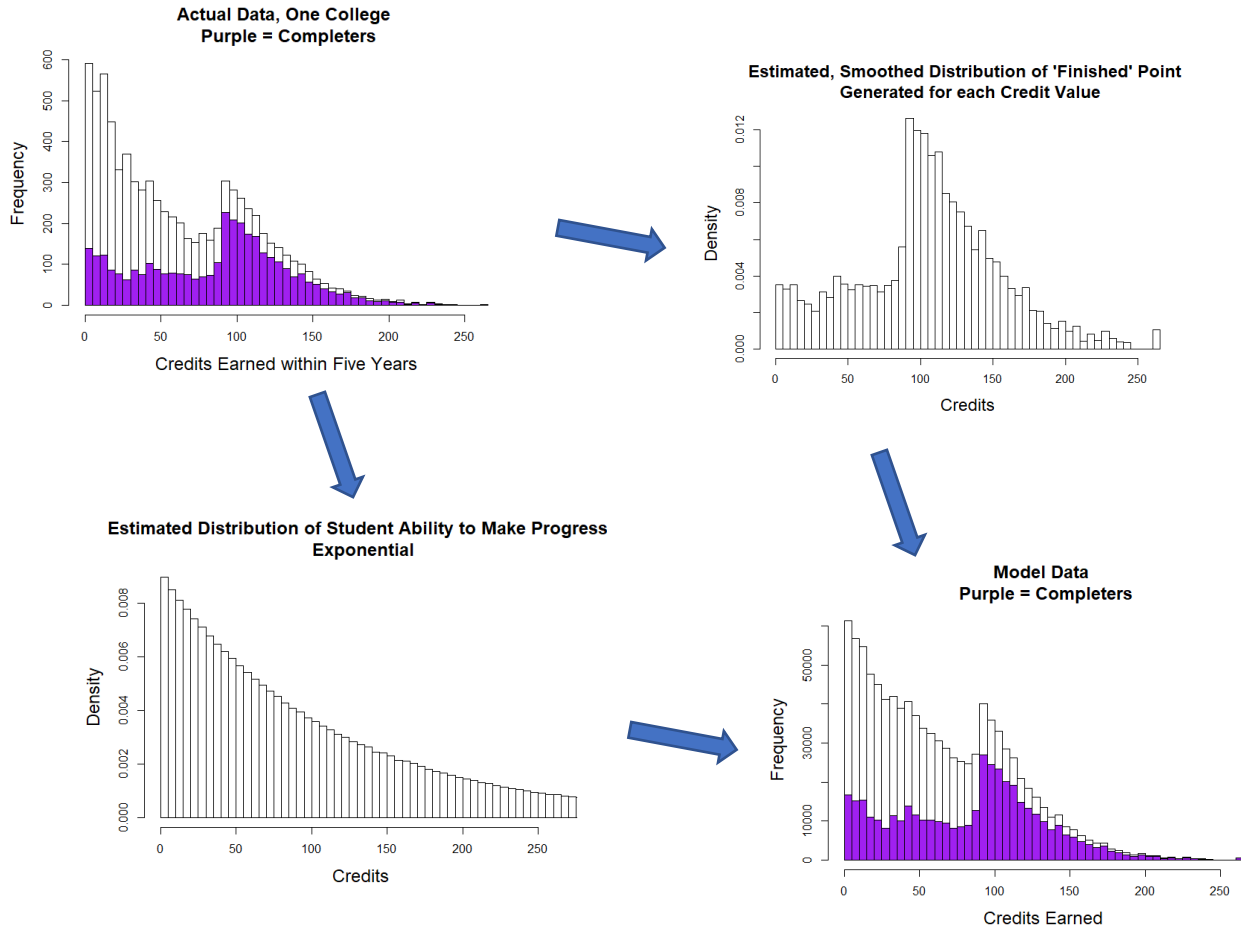 Actual Data, One College
Purple = Completers
Frequency
0
100
200
300
400
500
600
0 50 100 150 200 250
Credits Earned within Five Years
Estimated, Smoothed Distribution of 'Finished' Point
Generated for each Credit Value
Density
0.000
0.004
0.008
0.012
0 50 100 150 200 250
Credits
Estimated Distribution of Student Ability to Make Progress
Exponential
Density
0.000
0.002
0.004
0.006
0.008
0 50 100 150 200 250
Credits
Model Data
Purple = Completers
Frequency
0
10000
30000
50000
0 50 100 150 200 250
Credits Earned